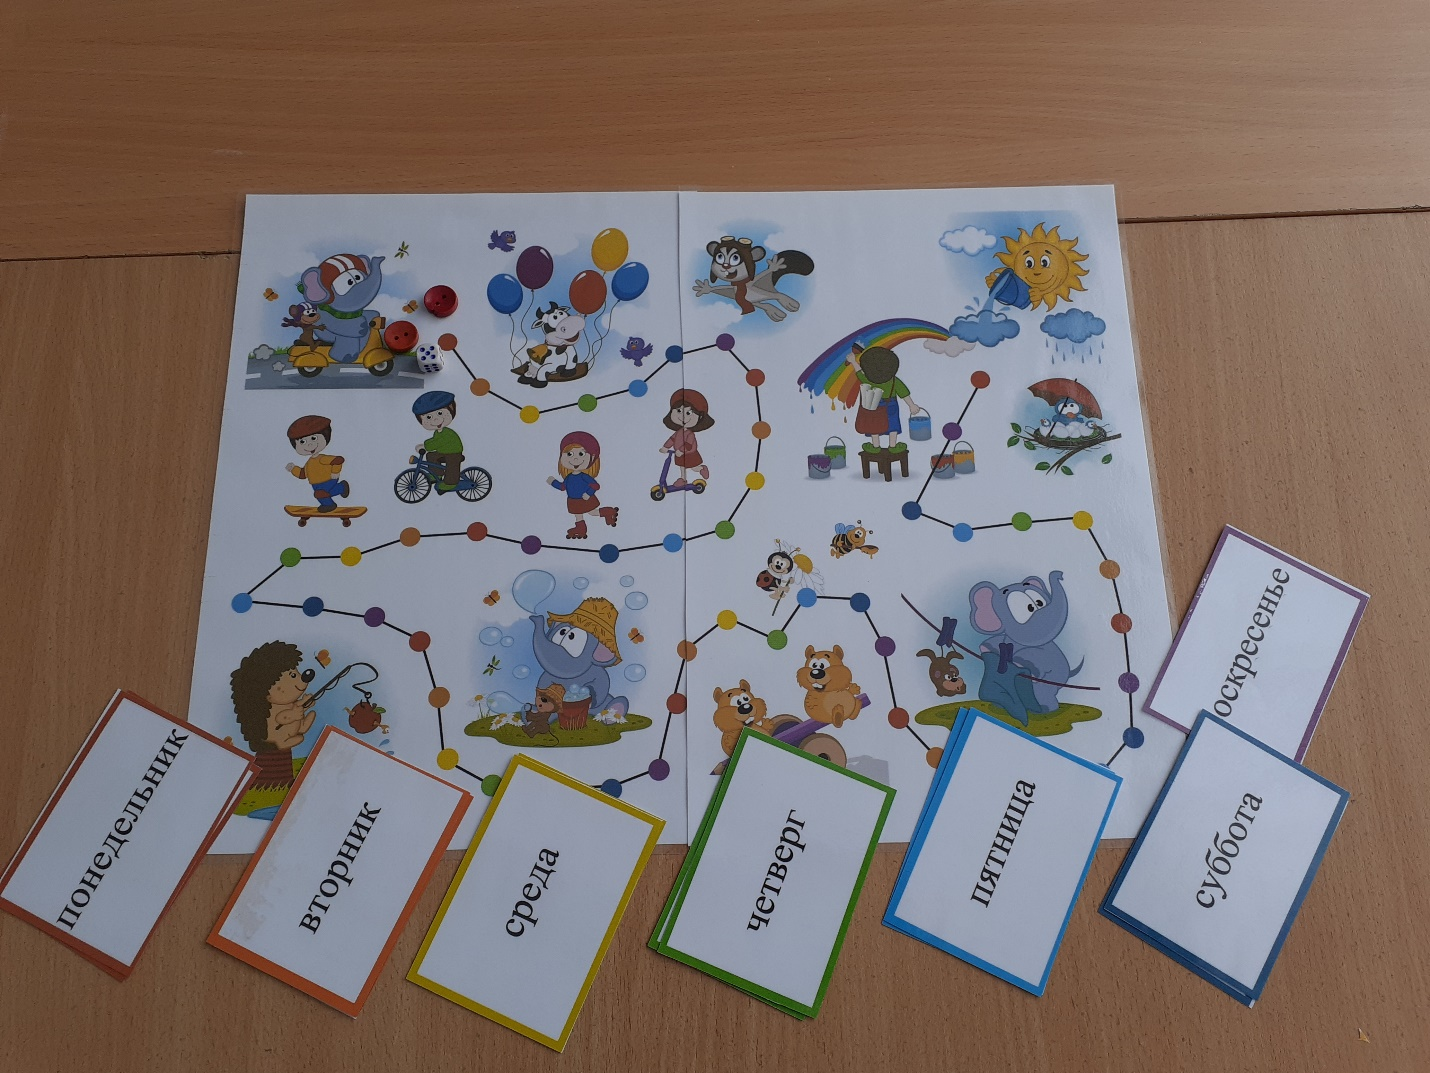 понедельник
вторник
среда
четверг
пятница
суббота
оскресенье